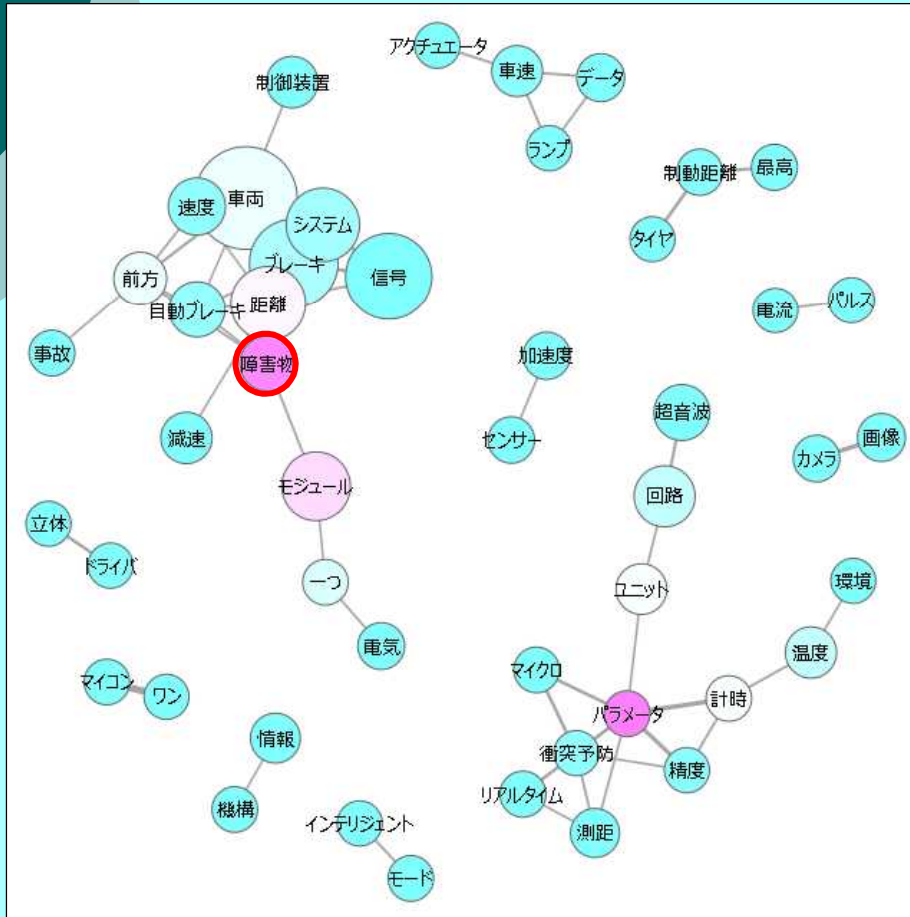 アクチュエータ
車速
データ
ランプ
制御装置
車両
速度
システム
ブレーキ
信号
前方
距離
自動ブレーキ
事故
障害物
減速
モジュール
一つ
電気
制動距離
最高
タイヤ
電流
パルス
加速度
センサー
超音波
回路
ユニット
カメラ
画像
立体
ドライバ
マイコン
ワン
情報
機構
インテリジェント
モード
環境
温度
計時
マイクロ
パラメータ
衝突予防
精度
リアルタイム
測距